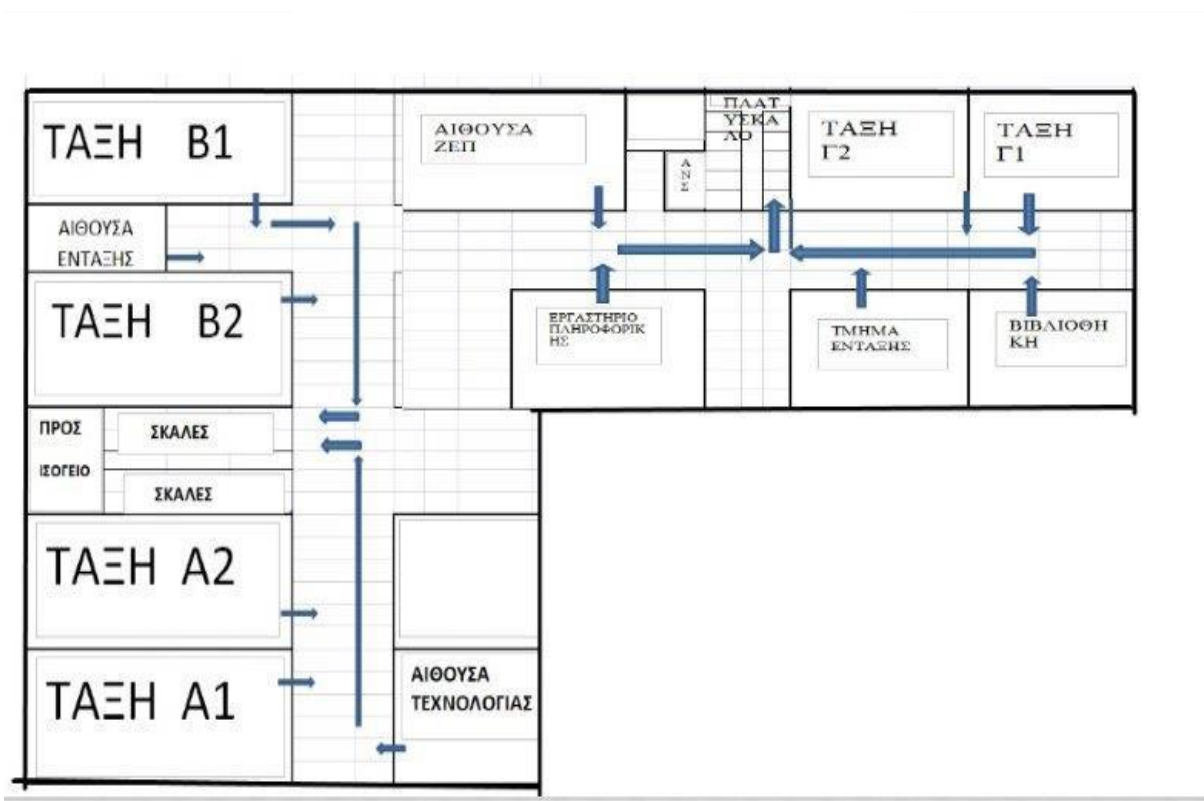 ΤΑΞΗ Β1
ΑΙΘΟΥΣΑ
ΕΝΤΑΞΗΣ
ΤΑΞΗ Β2
ΠΡΟΣ
ΙΣΟΓΕΙΟ
ΣΚΑΛΕΣ
ΣΚΑΛΕΣ
ΤΑΞΗ Α2
ΤΑΞΗ Α1
ΑΙΘΟΥΣΑ
ΤΕΧΝΟΛΟΓΙΑΣ
ΑΙΘΟΥΣΑ
ΖΕΠ
ΑΝΣ
ΠΛΑΤ
ΥΣΚΑ
ΛΟ
ΤΑΞΗ
Γ2
ΤΑΞΗ
Γ1
ΕΡΓΑΣΤΗΡΙΟ
ΠΛΗΡΟΦΟΡΙΚ
ΗΣ
ΤΜΗΜΑ
ΕΝΤΑΞΗΣ
ΒΙΒΛΙΟΘΗ
ΚΗ